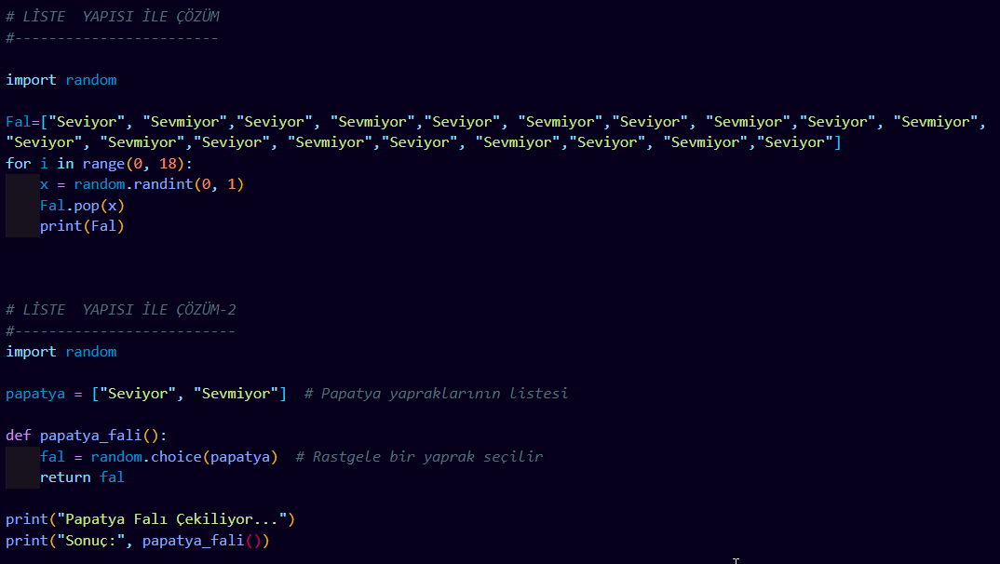 # LİSTE  YAPISI İLE ÇÖZÜM
#------------------------
import random
Fal=["Seviyor", "Sevmiyor","Seviyor", "Sevmiyor","Seviyor", "Sevmiyor","Seviyor", "Sevmiyor","Seviyor", "Sevmiyor",
"Seviyor", "Sevmiyor","Seviyor", "Sevmiyor","Seviyor", "Sevmiyor","Seviyor", "Sevmiyor","Seviyor"]
for i in range(0, 18):
    x = random.randint(0, 1)
    Fal.pop(x)
    print(Fal)
# LİSTE  YAPISI İLE ÇÖZÜM-2
#--------------------------
import random
papatya = ["Seviyor", "Sevmiyor"]  # Papatya yapraklarının listesi
def papatya_fali():
    fal = random.choice(papatya)  # Rastgele bir yaprak seçilir
    return fal
print("Papatya Falı Çekiliyor...")
print("Sonuç:", papatya_fali())